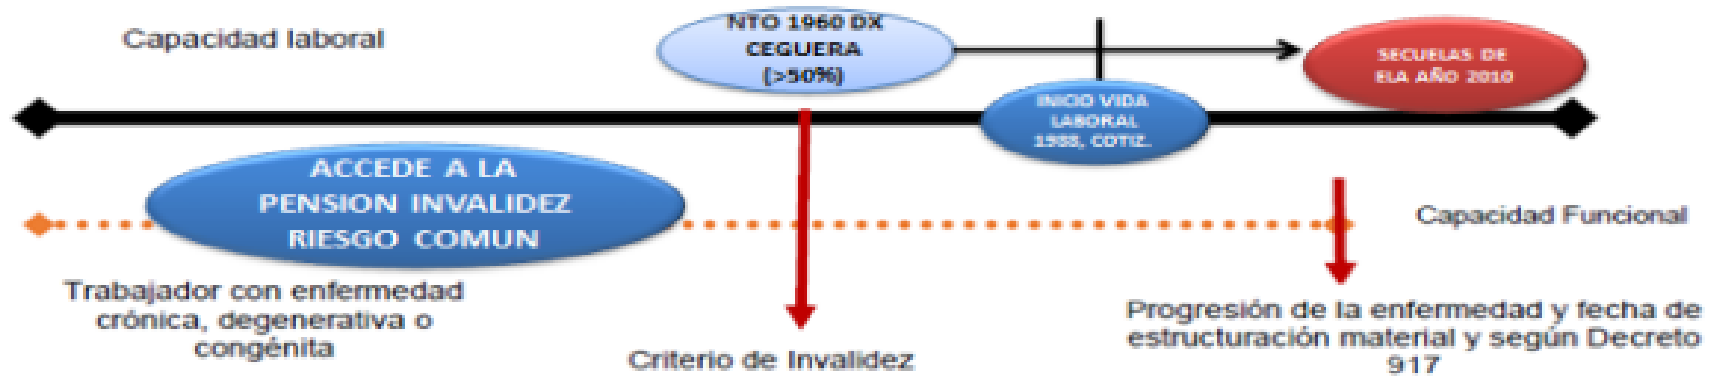 Capacidad laboral
NTO 1960 DX
CEGUERA
(>50%)
SECUELAS DE
ELA AÑO 2010
INICIO VIDA
LABORAL
1988, COTIZ.
ACCEDE A LA
PENSION INVALIDEZ
RIESGO COMUN
Capacidad Funcional
Trabajador con enfermedad
crónica, degenerativa o
congénita
Criterio de Invalidez
Progresión de la enfermedad y fecha de
estructuración material y según Decreto
917